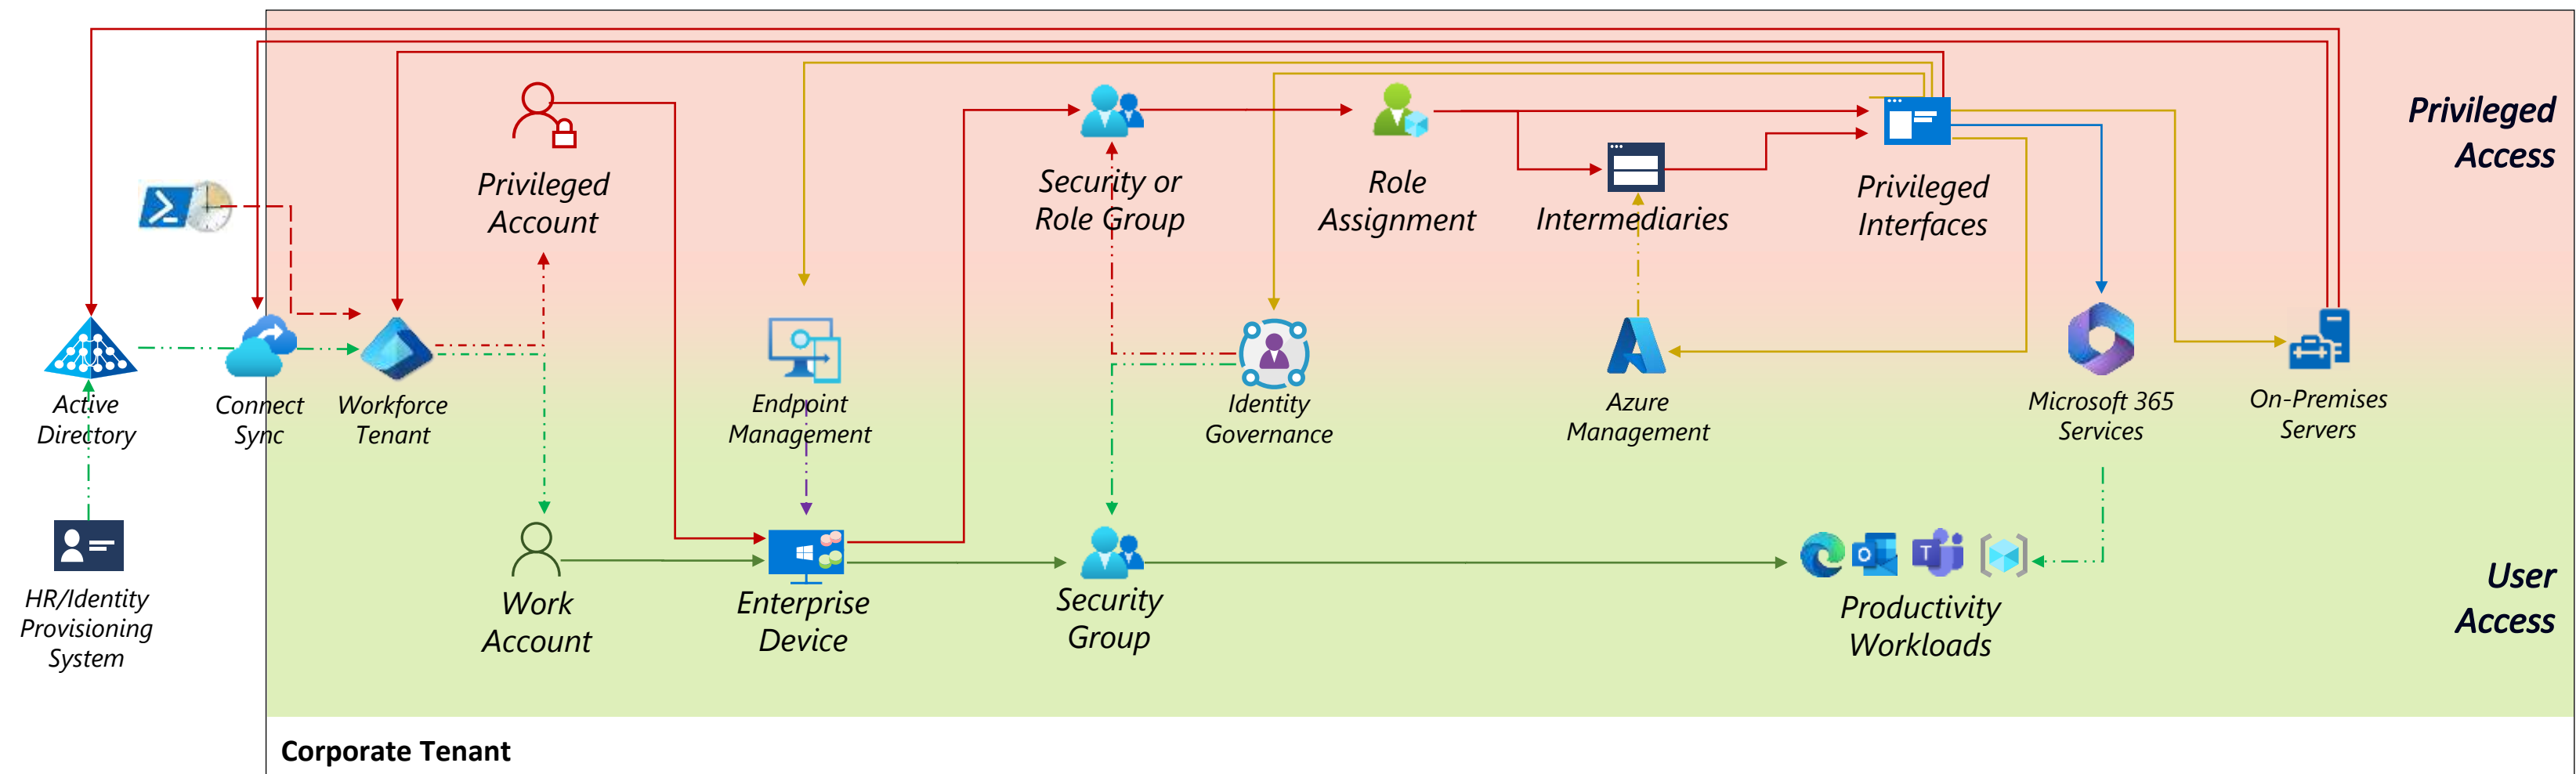 Privileged
Access
Privileged
Account
Security or
Role Group
Role
Assignment
Intermediaries
Privileged
Interfaces
Active
Directory
Connect
Sync
Workforce
Tenant
Endpoint
Management
Identity
Governance
Azure
Management
Microsoft 365
Services
On-Premises
Servers
HR/Identity
Provisioning
System
Work
Account
Enterprise
Device
Security
Group
Productivity
Workloads
User
Access
Corporate Tenant